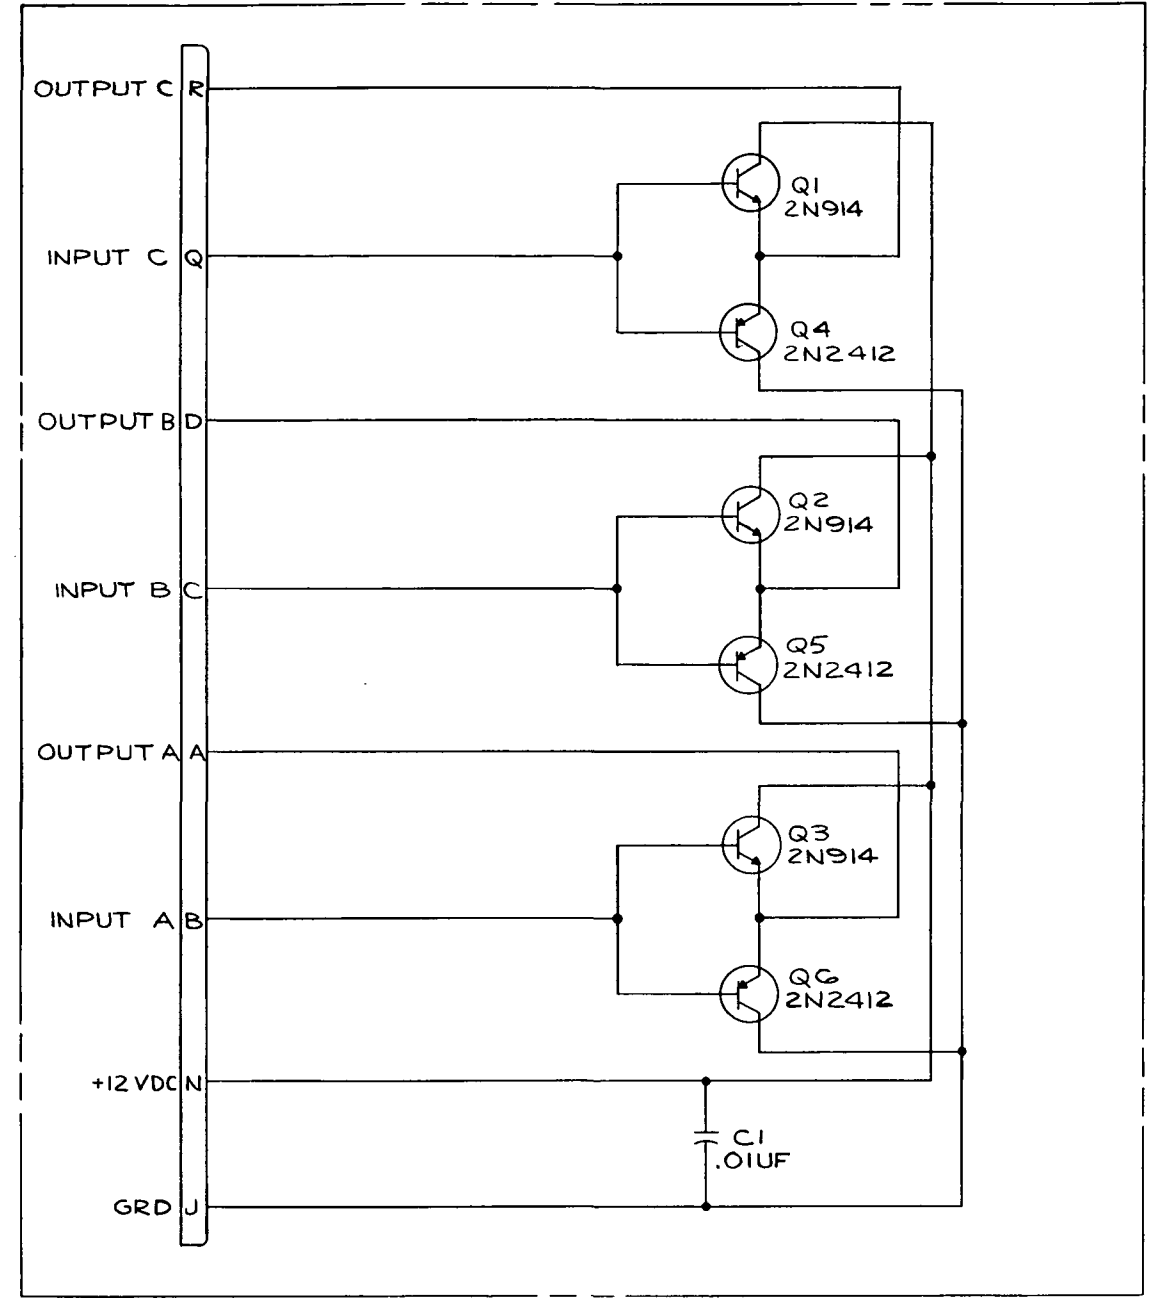 OUTPUT C R
Q1
2N914
INPUT C Q
Q4
2N2412
OUTPUT B D
Q2
2N914
INPUT B C
Q5
2N2412
OUTPUT A A
Q3
2N914
INPUT A B
Q6
2N2412
+12 VDC N
C1
.01UF
GRD J